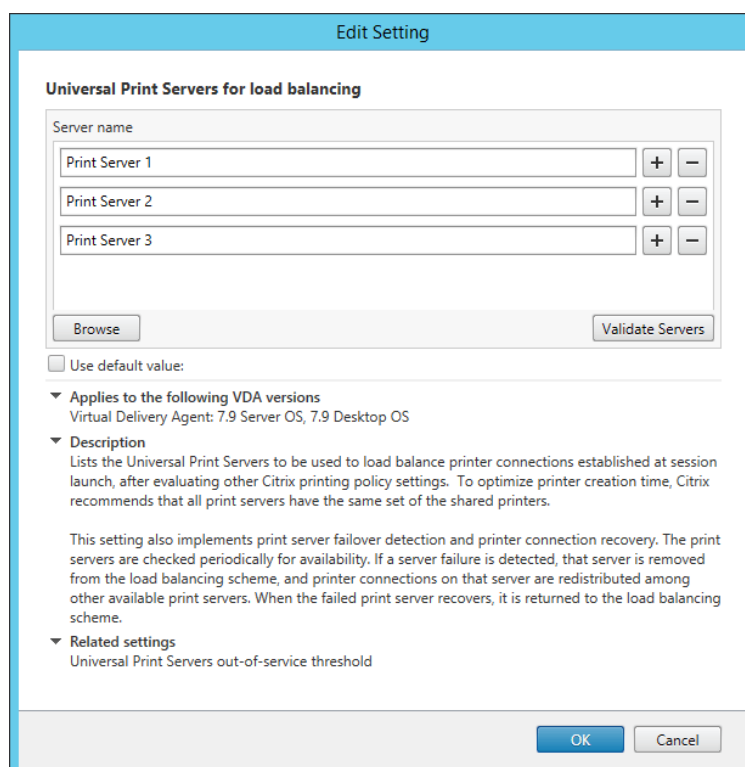 Edit Setting
Universal Print Servers for load balancing
Server name
Print Server 1
+ −
Print Server 2
+ −
Print Server 3
+ −
Browse
Validate Servers
Use default value:
Applies to the following VDA versions
Virtual Delivery Agent: 7.9 Server OS, 7.9 Desktop OS
Description
Lists the Universal Print Servers to be used to load balance printer connections established at session
launch, after evaluating other Citrix printing policy settings.  To optimize printer creation time, Citrix
recommends that all print servers have the same set of the shared printers.
This setting also implements print server failover detection and printer connection recovery. The print
servers are checked periodically for availability. If a server failure is detected, that server is removed
from the load balancing scheme, and printer connections on that server are redistributed among
other available print servers. When the failed print server recovers, it is returned to the load balancing
scheme.
Related settings
Universal Print Servers out-of-service threshold
OK
Cancel